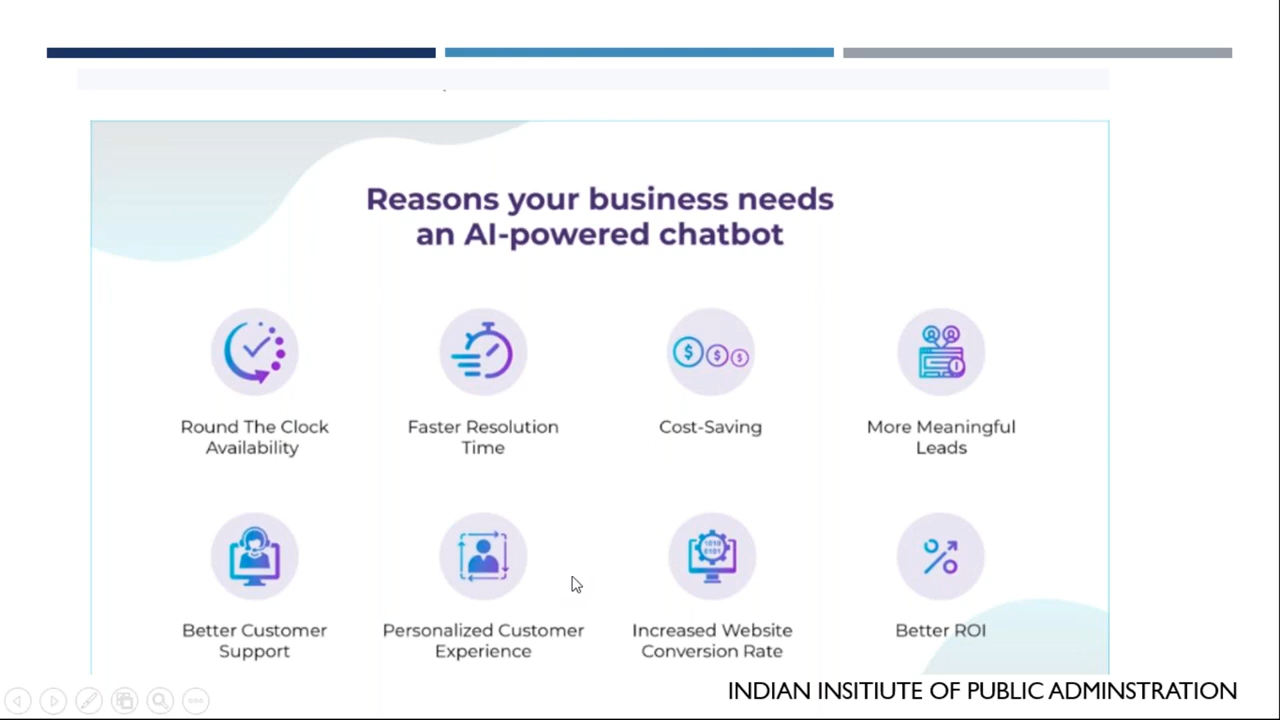 Reasons your business needs
an AI-powered chatbot
Round The Clock
Availability
Faster Resolution
Time
Cost-Saving
More Meaningful
Leads
Better Customer
Support
Personalized Customer
Experience
Increased Website
Conversion Rate
Better ROI
INDIAN INSITIUTE OF PUBLIC ADMINSTRATION